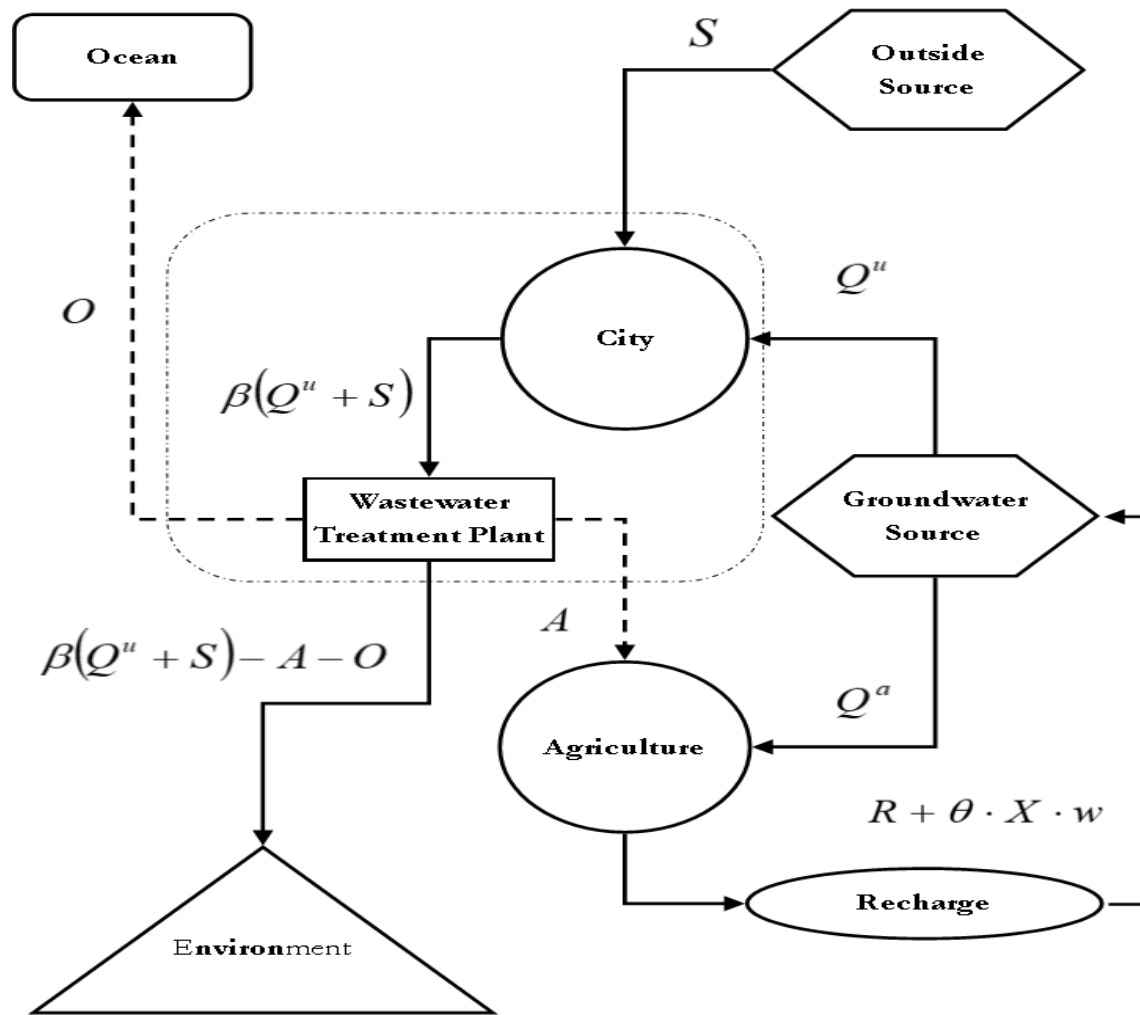 Ocean
S
Outside
Source
O
City
Q^u
β(Q^u + S)
Wastewater
Treatment Plant
Groundwater
Source
β(Q^u + S) − A − O
A
Q^a
Agriculture
R + θ · X · w
Recharge
Environment